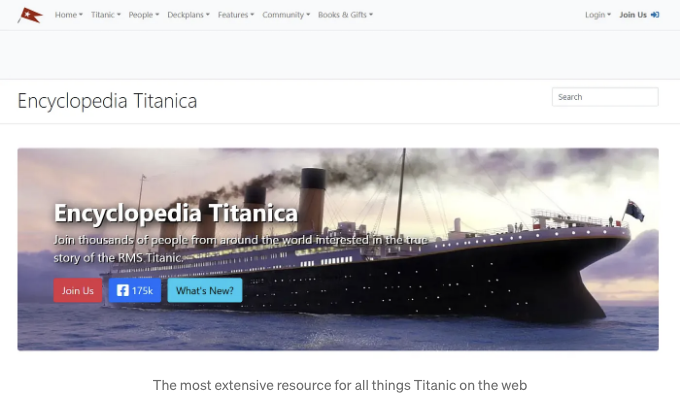 Home Titanic People Deckplans Features Community Books & Gifts Login Join Us
Encyclopedia Titanica
Search
Encyclopedia Titanica
Join thousands of people from around the world interested in the true
story of the RMS Titanic.
Join Us 175k What's New?
The most extensive resource for all things Titanic on the web